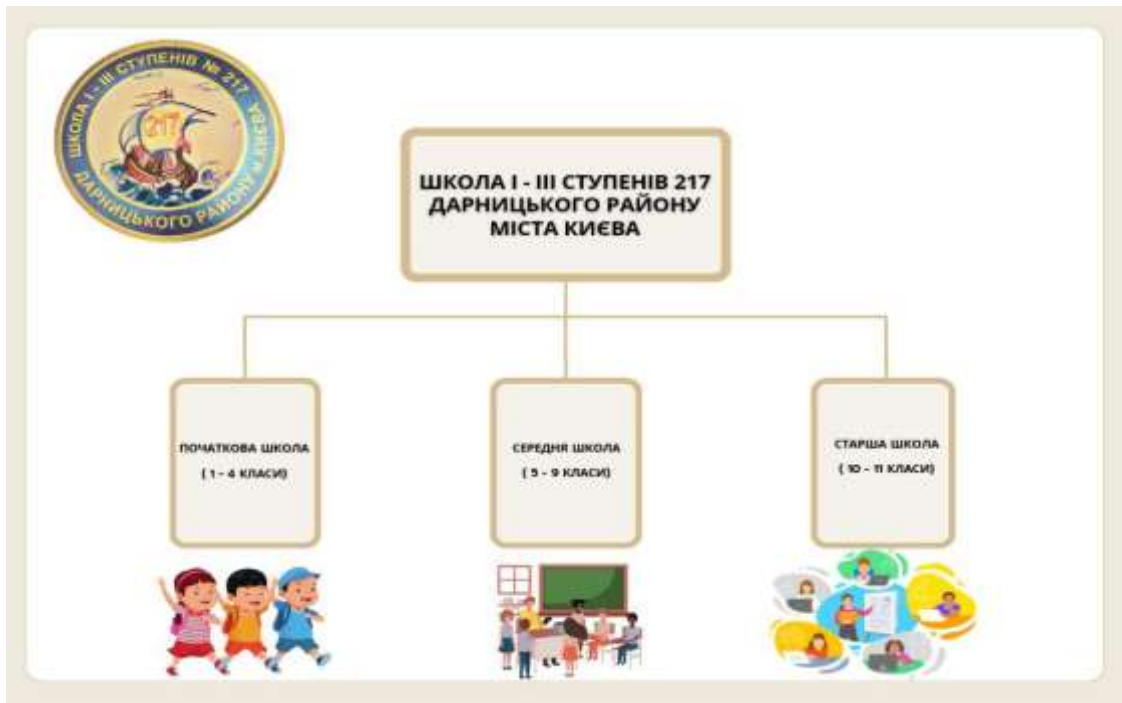 ШКОЛА І - ІІІ СТУПЕНІВ № 217
ДАРНИЦЬКОГО РАЙОНУ м.КИЄВА
217
ШКОЛА І - ІІІ СТУПЕНІВ 217
ДАРНИЦЬКОГО РАЙОНУ
МІСТА КИЄВА
ПОЧАТКОВА ШКОЛА
( 1 - 4 КЛАСИ)
СЕРЕДНЯ ШКОЛА
( 5 - 9 КЛАСИ)
СТАРША ШКОЛА
( 10 - 11 КЛАСИ)